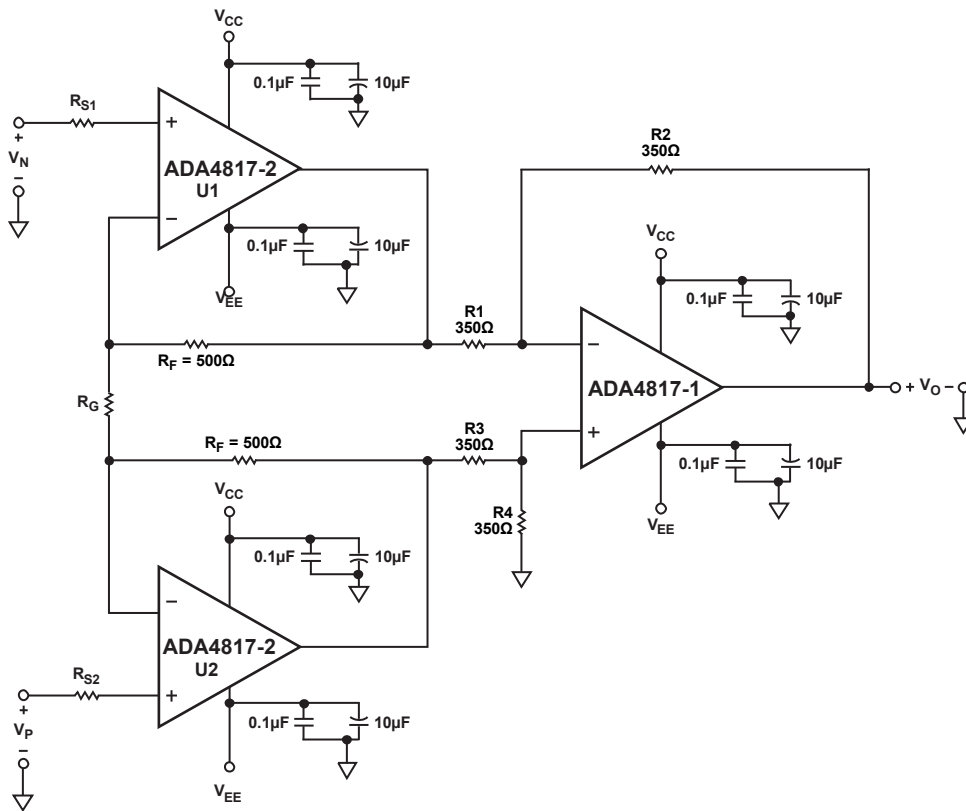 VCC
0.1µF
10µF
RS1
+
VN
−
+
ADA4817-2
U1
−
0.1µF
10µF
VEE
R2
350Ω
VCC
0.1µF
10µF
R1
350Ω
RF = 500Ω
−
ADA4817-1
+
+ VO −
RG
RF = 500Ω
R3
350Ω
0.1µF
10µF
VEE
R4
350Ω
VCC
0.1µF
10µF
−
ADA4817-2
U2
+
RS2
+
VP
−
0.1µF
10µF
VEE